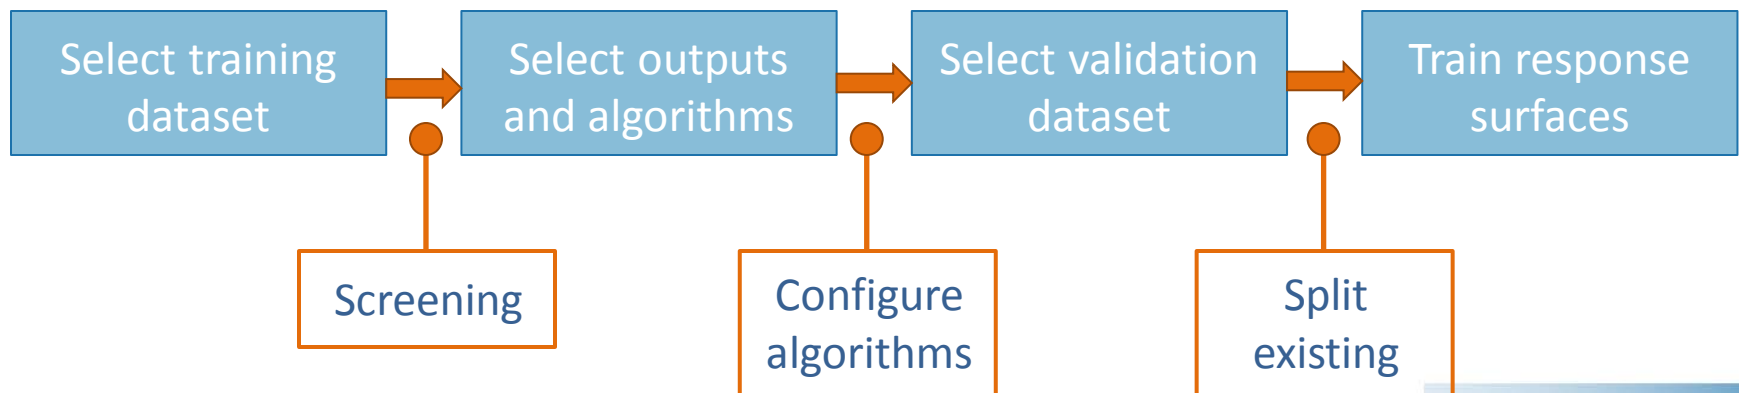 Select training
dataset
Select outputs
and algorithms
Select validation
dataset
Train response
surfaces
Screening
Configure
algorithms
Split
existing